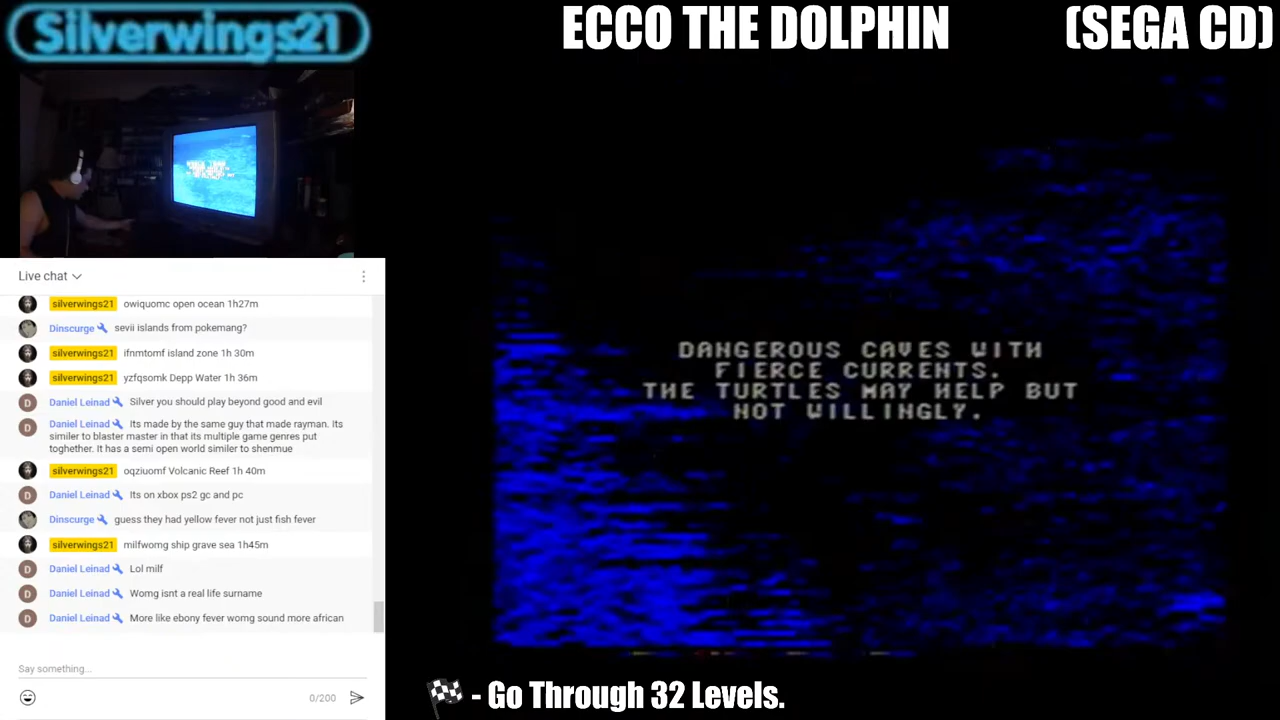 Silverwings21
ECCO THE DOLPHIN
(SEGA CD)
Live chat
silverwings21 owiquomc open ocean 1h27m
Dinscurge sevii islands from pokemang?
silverwings21 ifnmtomf island zone 1h 30m
silverwings21 yzfqsomk Depp Water 1h 36m
Daniel Leinad Silver you should play beyond good and evil
Daniel Leinad Its made by the same guy that made rayman. Its
similer to blaster master in that its multiple game genres put
toghether. It has a semi open world similer to shenmue
silverwings21 oqziuomf Volcanic Reef 1h 40m
Daniel Leinad Its on xbox ps2 gc and pc
Dinscurge guess they had yellow fever not just fish fever
silverwings21 milfwomg ship grave sea 1h45m
Daniel Leinad Lol milf
Daniel Leinad Womg isnt a real life surname
Daniel Leinad More like ebony fever womg sound more african
Say something...
0/200
DANGEROUS CAVES WITH
FIERCE CURRENTS.
THE TURTLES MAY HELP BUT
NOT WILLINGLY.
- Go Through 32 Levels.